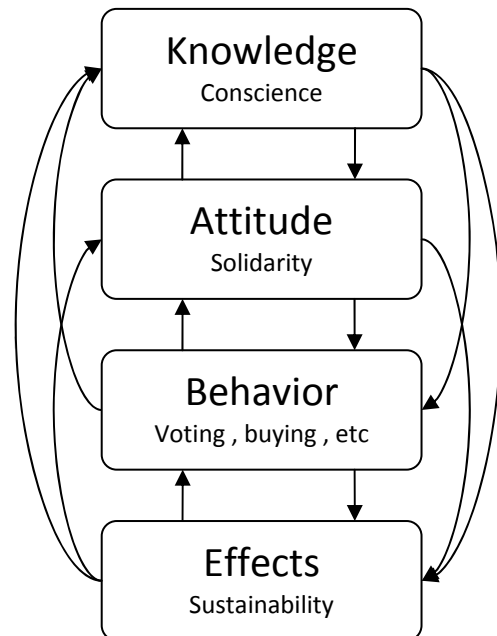 Knowledge
Conscience
Attitude
Solidarity
Behavior
Voting , buying , etc
Effects
Sustainability